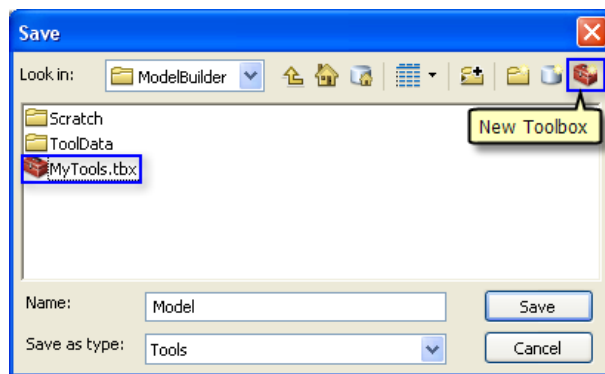 Save
Look in: ModelBuilder
New Toolbox
Scratch
ToolData
MyTools.tbx
Name: Model
Save
Save as type: Tools
Cancel